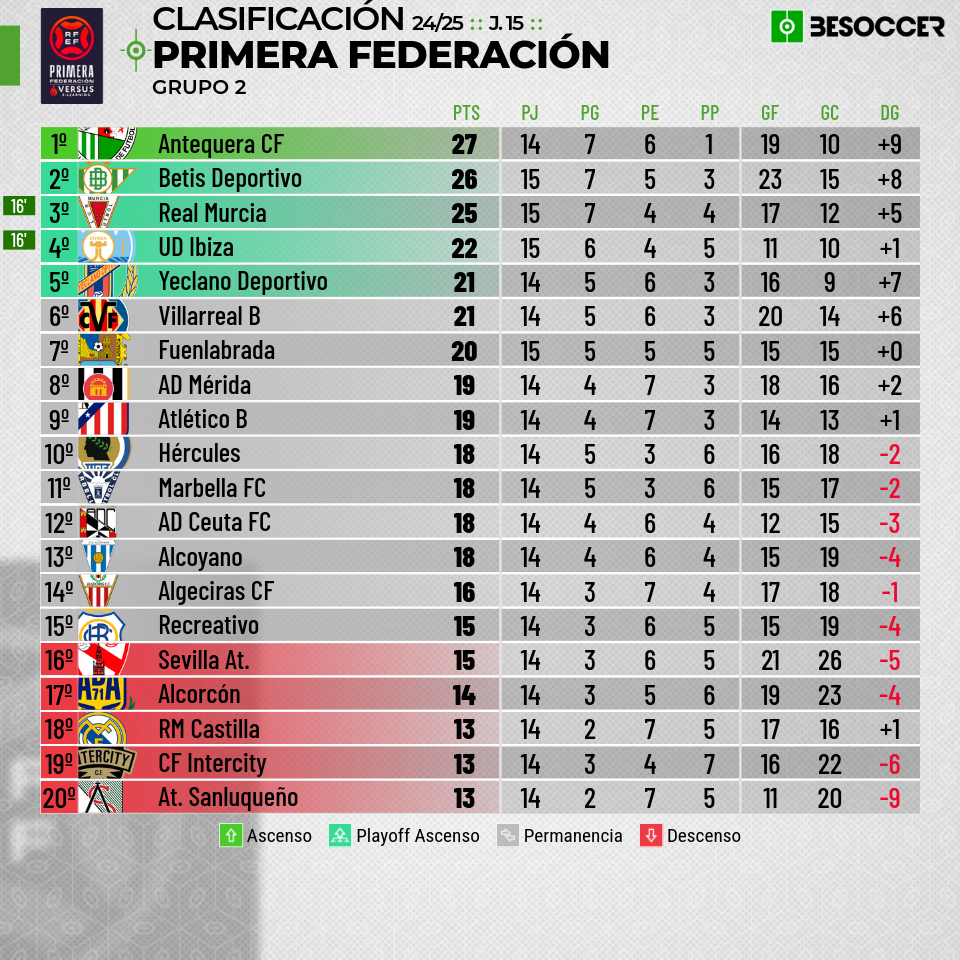 CLASIFICACIÓN 24/25 :: J. 15 ::
PRIMERA FEDERACIÓN
GRUPO 2
BESOCCER
RF
EF
PRIMERA
FEDERACIÓN
VERSUS
E-LEARNING
PTS PJ PG PE PP GF GC DG
1º Antequera CF 27 14 7 6 1 19 10 +9
2º Betis Deportivo 26 15 7 5 3 23 15 +8
16' 3º Real Murcia 25 15 7 4 4 17 12 +5
16' 4º UD Ibiza 22 15 6 4 5 11 10 +1
5º Yeclano Deportivo 21 14 5 6 3 16 9 +7
6º Villarreal B 21 14 5 6 3 20 14 +6
7º Fuenlabrada 20 15 5 5 5 15 15 +0
8º AD Mérida 19 14 4 7 3 18 16 +2
9º Atlético B 19 14 4 7 3 14 13 +1
10º Hércules 18 14 5 3 6 16 18 -2
11º Marbella FC 18 14 5 3 6 15 17 -2
12º AD Ceuta FC 18 14 4 6 4 12 15 -3
13º Alcoyano 18 14 4 6 4 15 19 -4
14º Algeciras CF 16 14 3 7 4 17 18 -1
15º Recreativo 15 14 3 6 5 15 19 -4
16º Sevilla At. 15 14 3 6 5 21 26 -5
17º Alcorcón 14 14 3 5 6 19 23 -4
18º RM Castilla 13 14 2 7 5 17 16 +1
19º CF Intercity 13 14 3 4 7 16 22 -6
20º At. Sanluqueño 13 14 2 7 5 11 20 -9
Ascenso Playoff Ascenso Permanencia Descenso